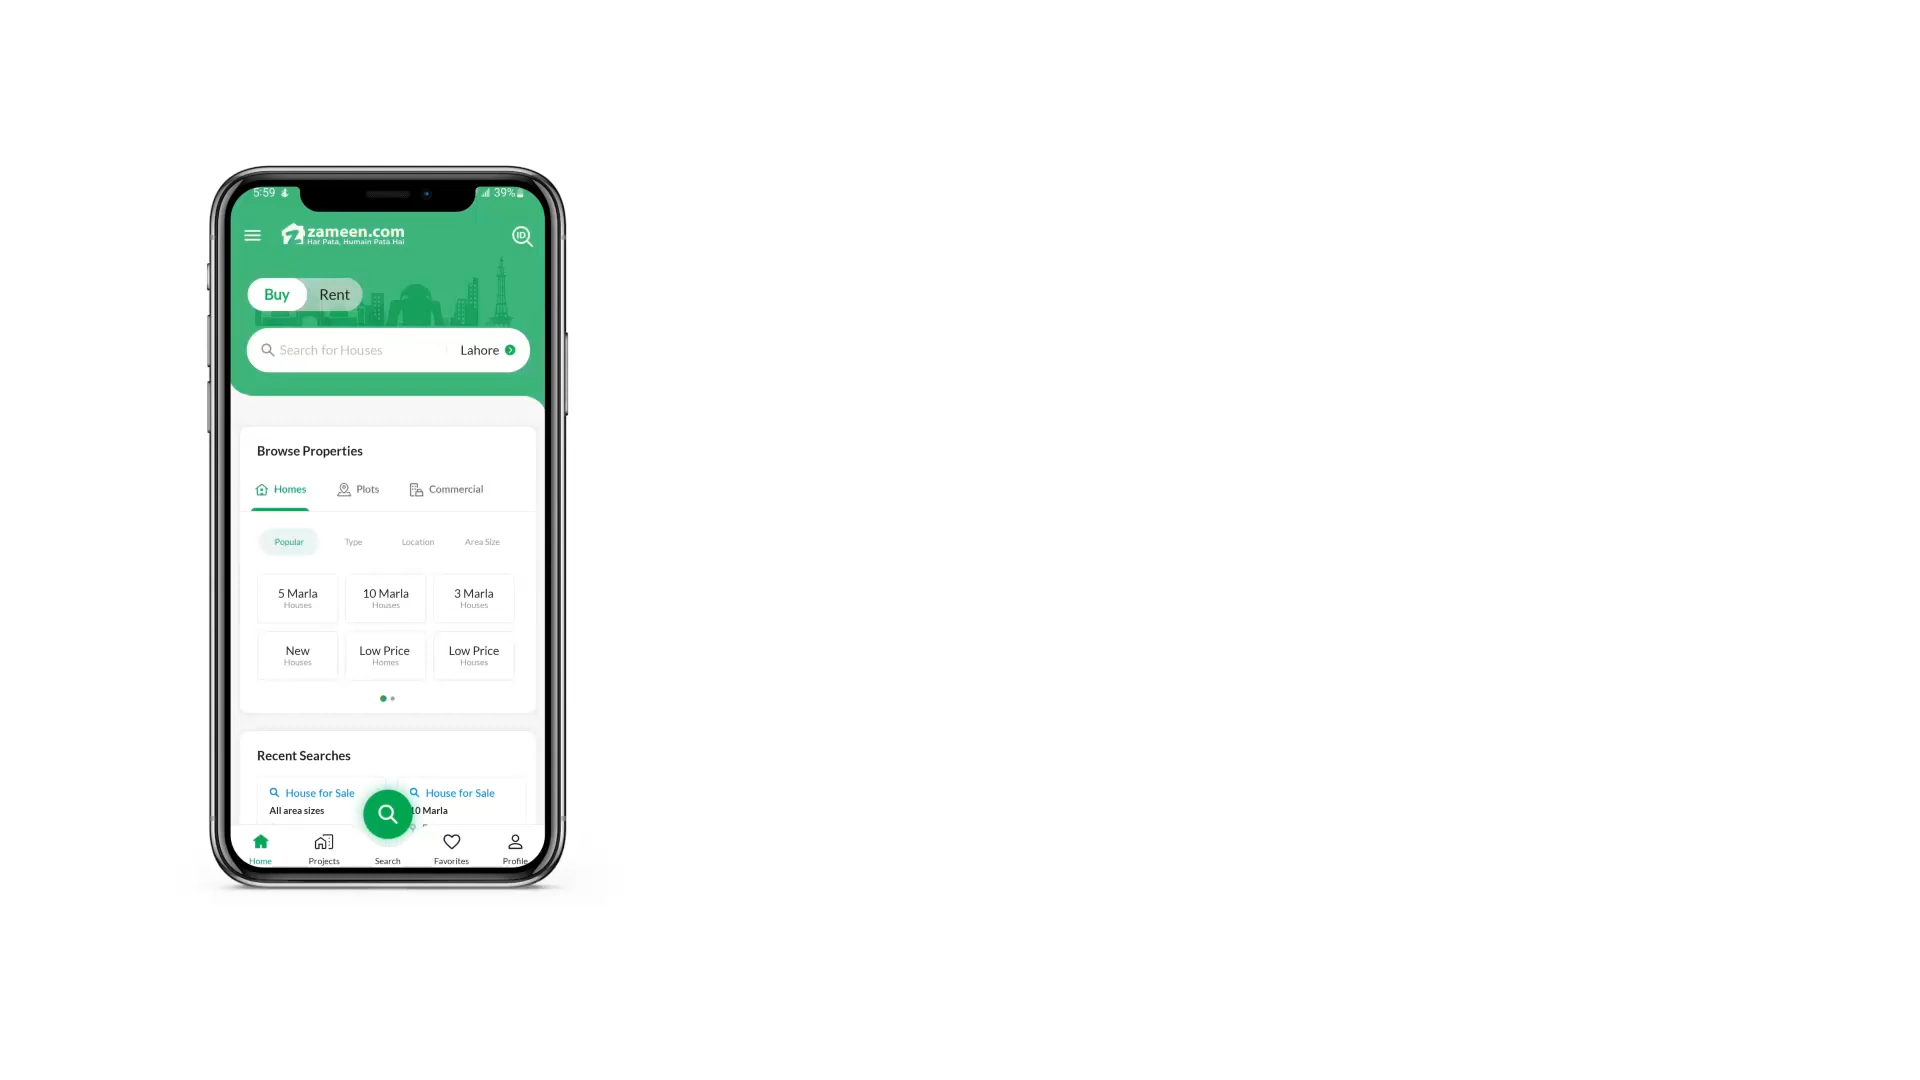 5:59
39%
zameen.com
Har Pata, Humain Pata Hai
ID
Buy Rent
Search for Houses Lahore
Browse Properties
Homes Plots Commercial
Popular Type Location Area Size
5 Marla 10 Marla 3 Marla
Houses Houses Houses
New Low Price Low Price
Houses Homes Houses
Recent Searches
House for Sale House for Sale
All area sizes 10 Marla
Home Projects Search Favorites Profile